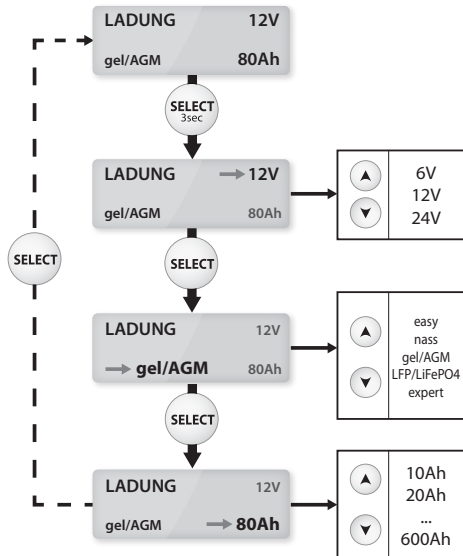 LADUNG 12V
gel/AGM 80Ah
SELECT
3sec
LADUNG 12V
gel/AGM 80Ah
6V
12V
24V
SELECT
SELECT
LADUNG 12V
gel/AGM 80Ah
easy
nass
gel/AGM
LFP/LiFePO4
expert
SELECT
LADUNG 12V
gel/AGM 80Ah
10Ah
20Ah
...
600Ah